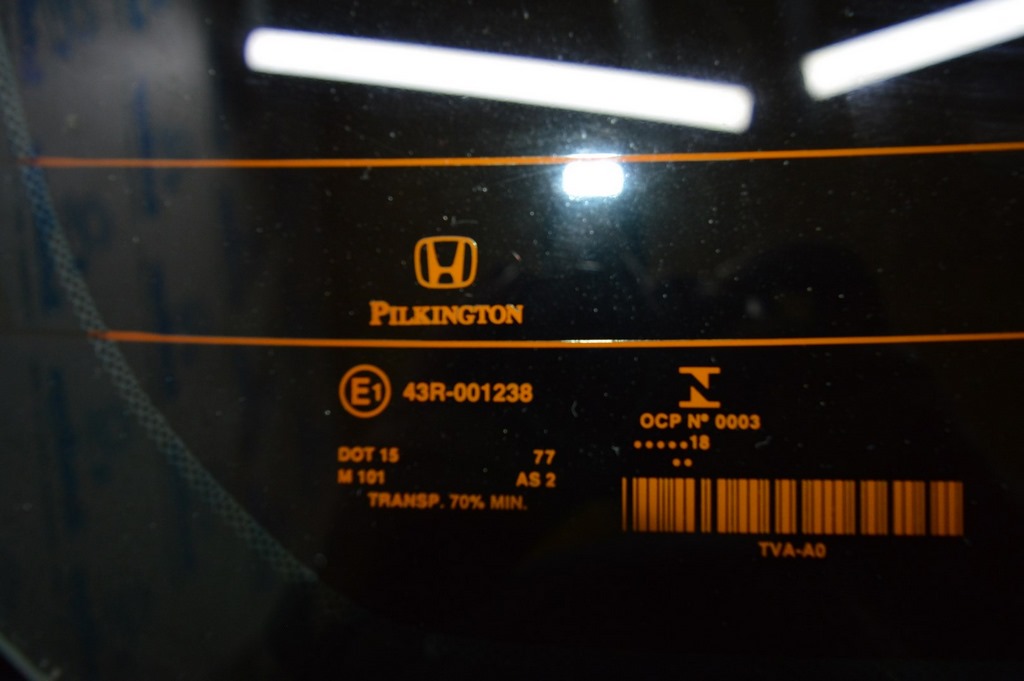 PILKINGTON
E1 43R-001238
OCP Nº 0003
•••••18
••
DOT 15 77
M 101 AS 2
TRANSP. 70% MIN.
TVA-A0